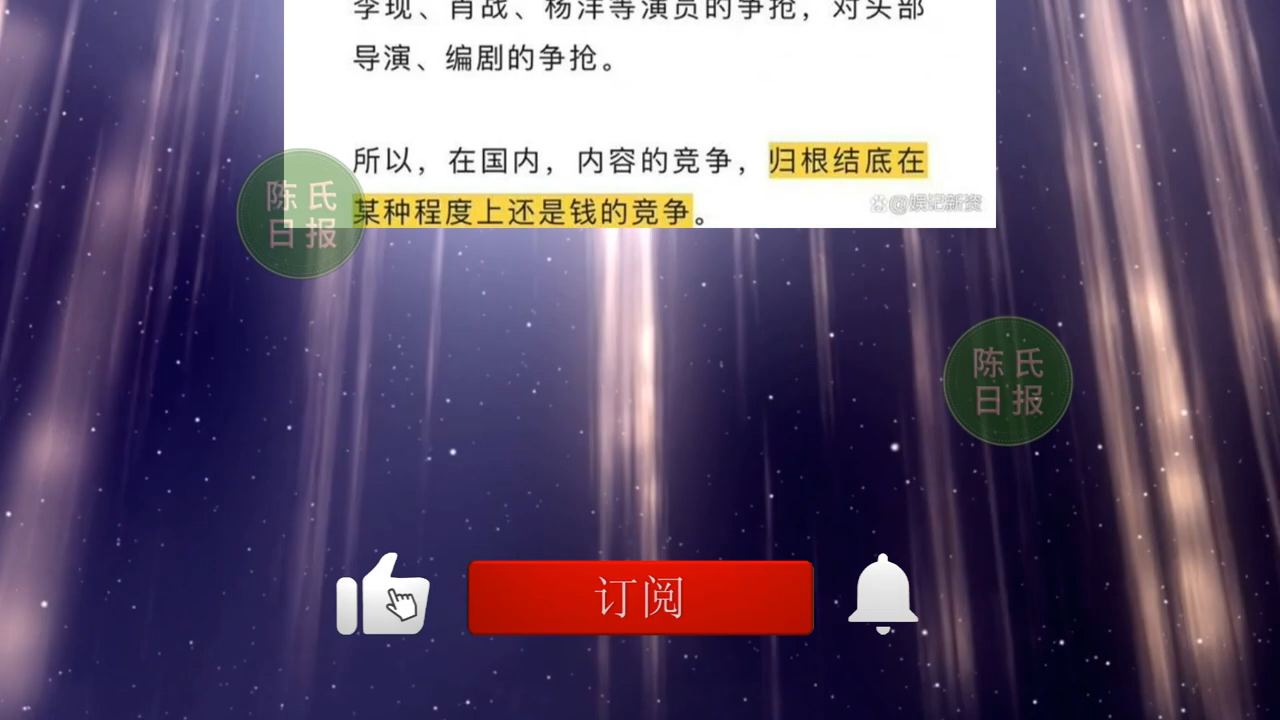 李现、肖战、杨洋等演员的争抢，对头部
导演、编剧的争抢。
所以，在国内，内容的竞争，归根结底在
某种程度上还是钱的竞争。
@娱记新资
陈氏
日报
陈氏
日报
订阅